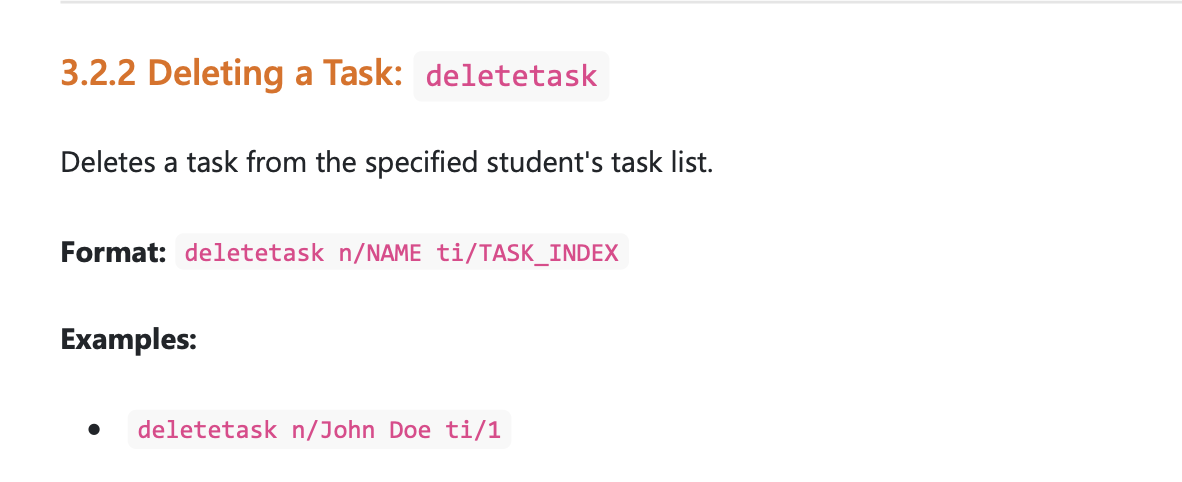 3.2.2 Deleting a Task: deletetask
Deletes a task from the specified student's task list.
Format: deletetask n/NAME ti/TASK_INDEX
Examples:
• deletetask n/John Doe ti/1